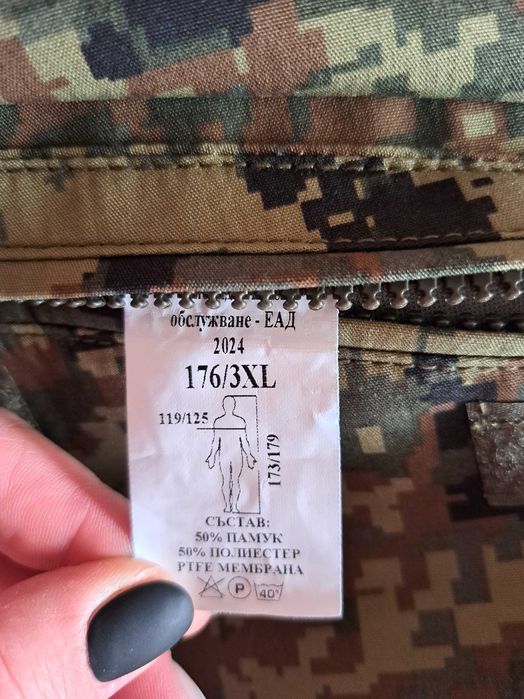 обслужване - ЕАД
2024
176/3XL
119/125
173/179
СЪСТАВ:
50% ПАМУК
50% ПОЛИЕСТЕР
PTFE МЕМБРАНА
P 40°